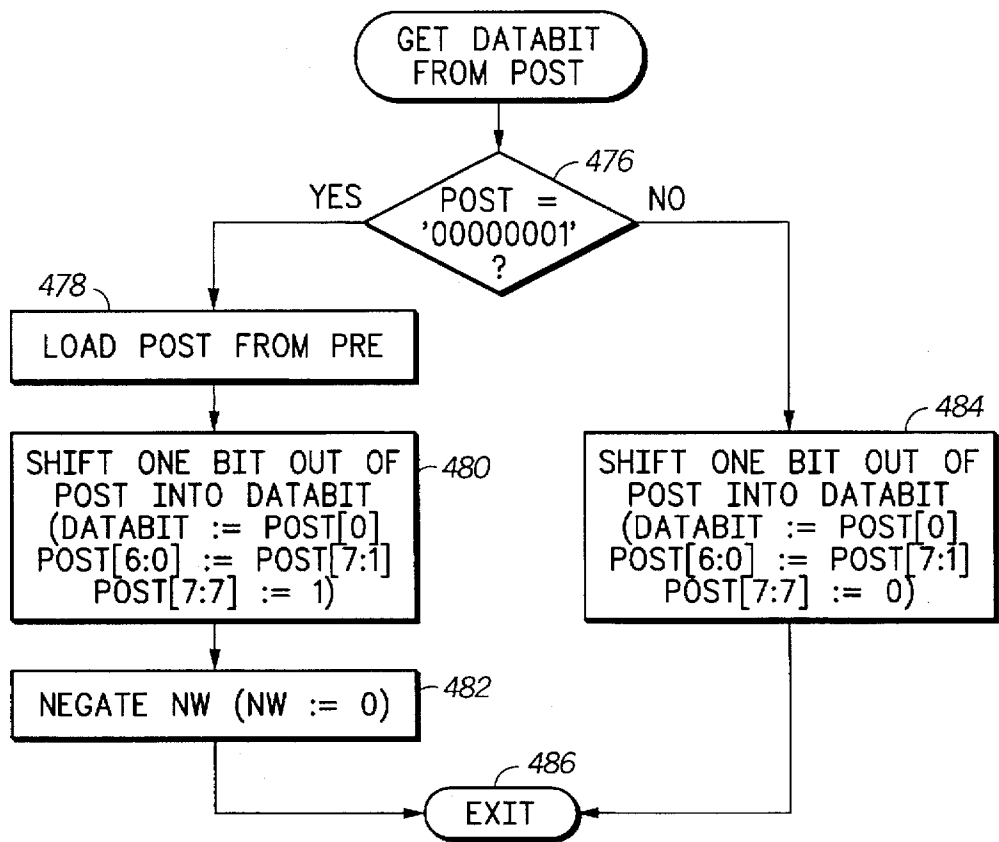 GET DATABIT
FROM POST
476
YES
POST =
'00000001'
?
NO
478
LOAD POST FROM PRE
SHIFT ONE BIT OUT OF
POST INTO DATABIT
(DATABIT := POST[0]
POST[6:0] := POST[7:1]
POST[7:7] := 1)
480
484
SHIFT ONE BIT OUT OF
POST INTO DATABIT
(DATABIT := POST[0]
POST[6:0] := POST[7:1]
POST[7:7] := 0)
NEGATE NW (NW := 0)
482
486
EXIT